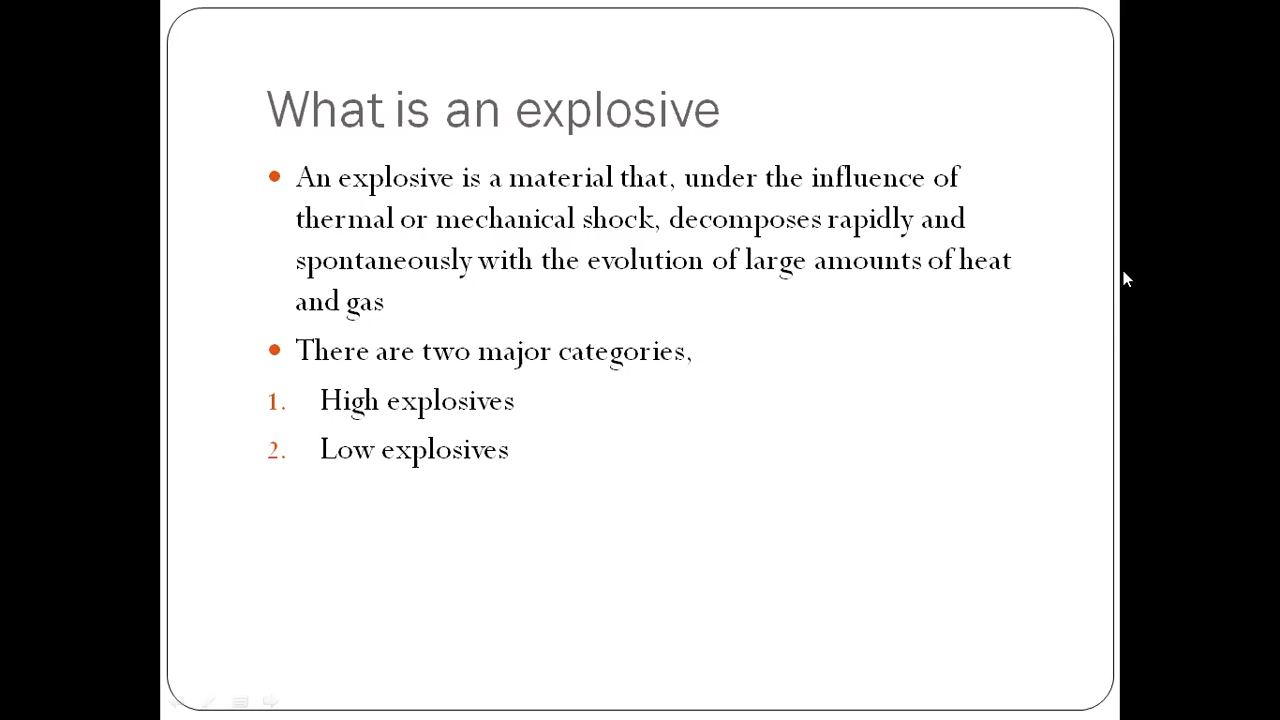 What is an explosive
• An explosive is a material that, under the influence of
thermal or mechanical shock, decomposes rapidly and
spontaneously with the evolution of large amounts of heat
and gas
• There are two major categories,
1. High explosives
2. Low explosives